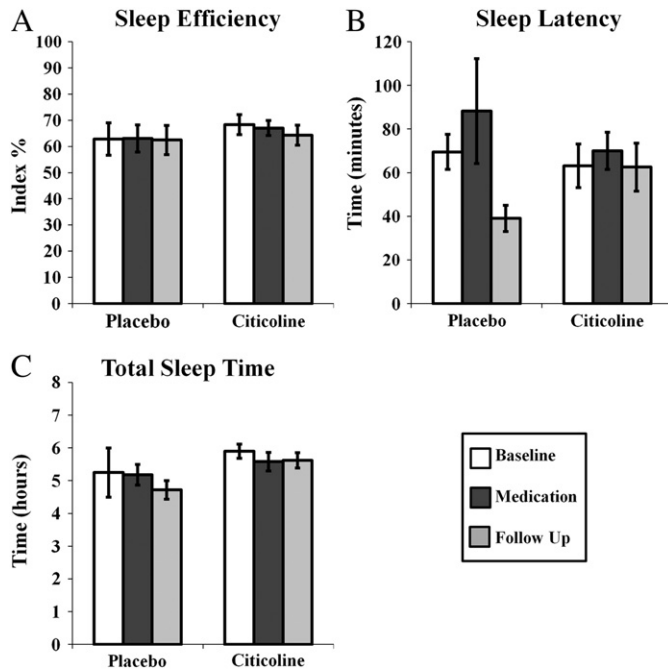 A
Sleep Efficiency
Index %
100
90
80
70
60
50
40
30
20
10
0
Placebo
Citicoline
B
Sleep Latency
Time (minutes)
120
100
80
60
40
20
0
Placebo
Citicoline
C
Total Sleep Time
Time (hours)
8
7
6
5
4
3
2
1
0
Placebo
Citicoline
Baseline
Medication
Follow Up